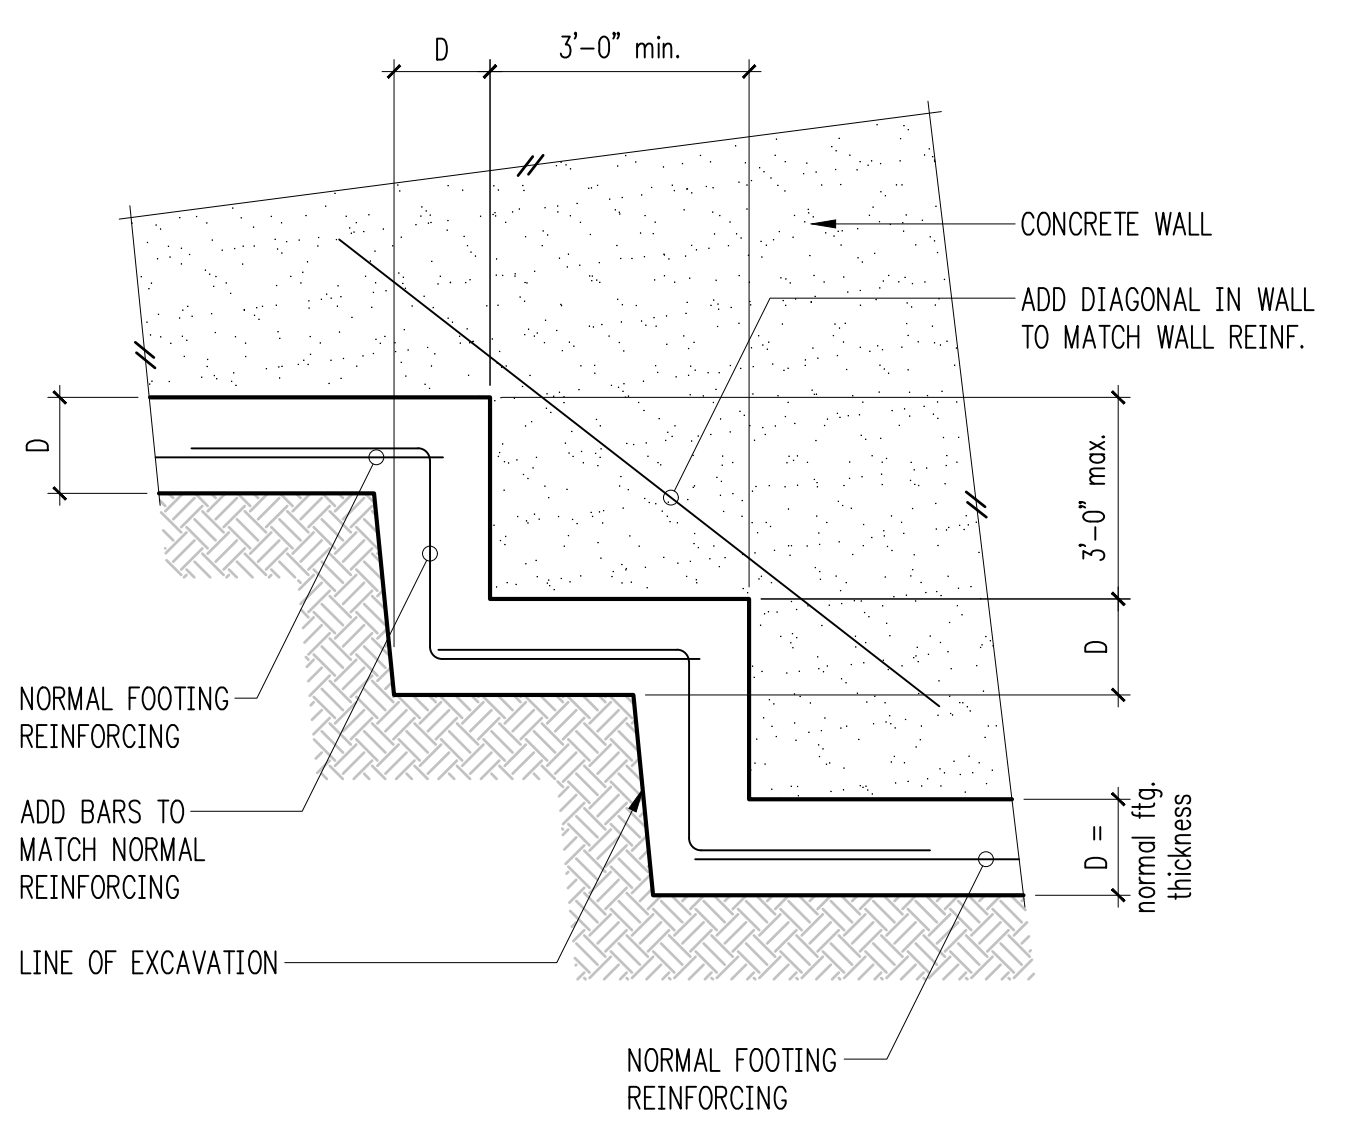 D
3'-0" min.
CONCRETE WALL
ADD DIAGONAL IN WALL
TO MATCH WALL REINF.
D
3'-0" max.
D
NORMAL FOOTING
REINFORCING
ADD BARS TO
MATCH NORMAL
REINFORCING
D =
normal ftg.
thickness
LINE OF EXCAVATION
NORMAL FOOTING
REINFORCING